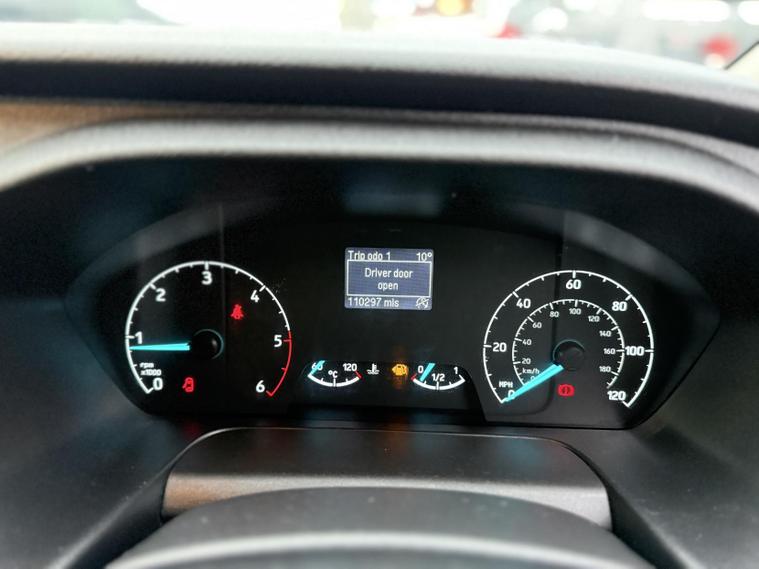 Trip odo 1 10°
Driver door
open
110297 mls
0 1 2 3 4 5 6
rpm
x1000
60 120
°C
0 1/2 1
0 20 40 60 80 100 120
MPH
20 40 60 80 100 120 140 160 180
km/h